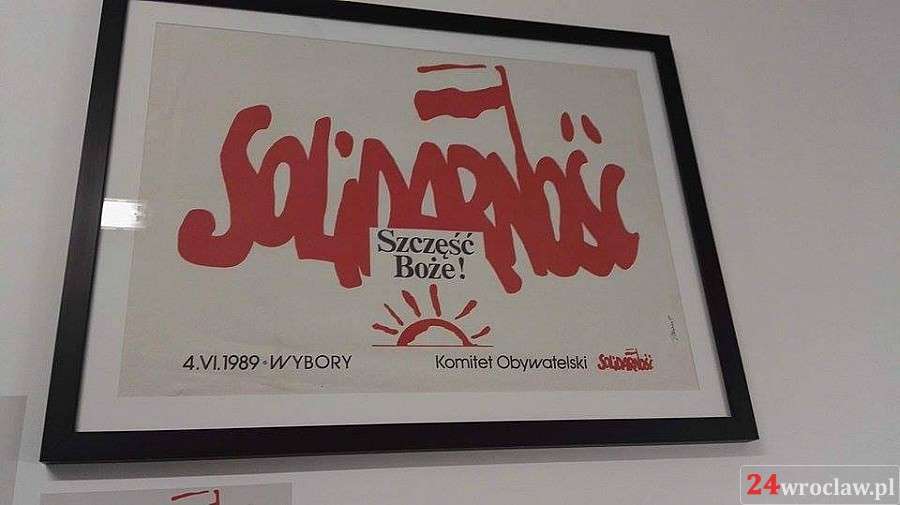 SOLIDARNOŚĆ
Szczęść
Boże!
4.VI.1989 • WYBORY
Komitet Obywatelski SOLIDARNOŚĆ
24wroclaw.pl